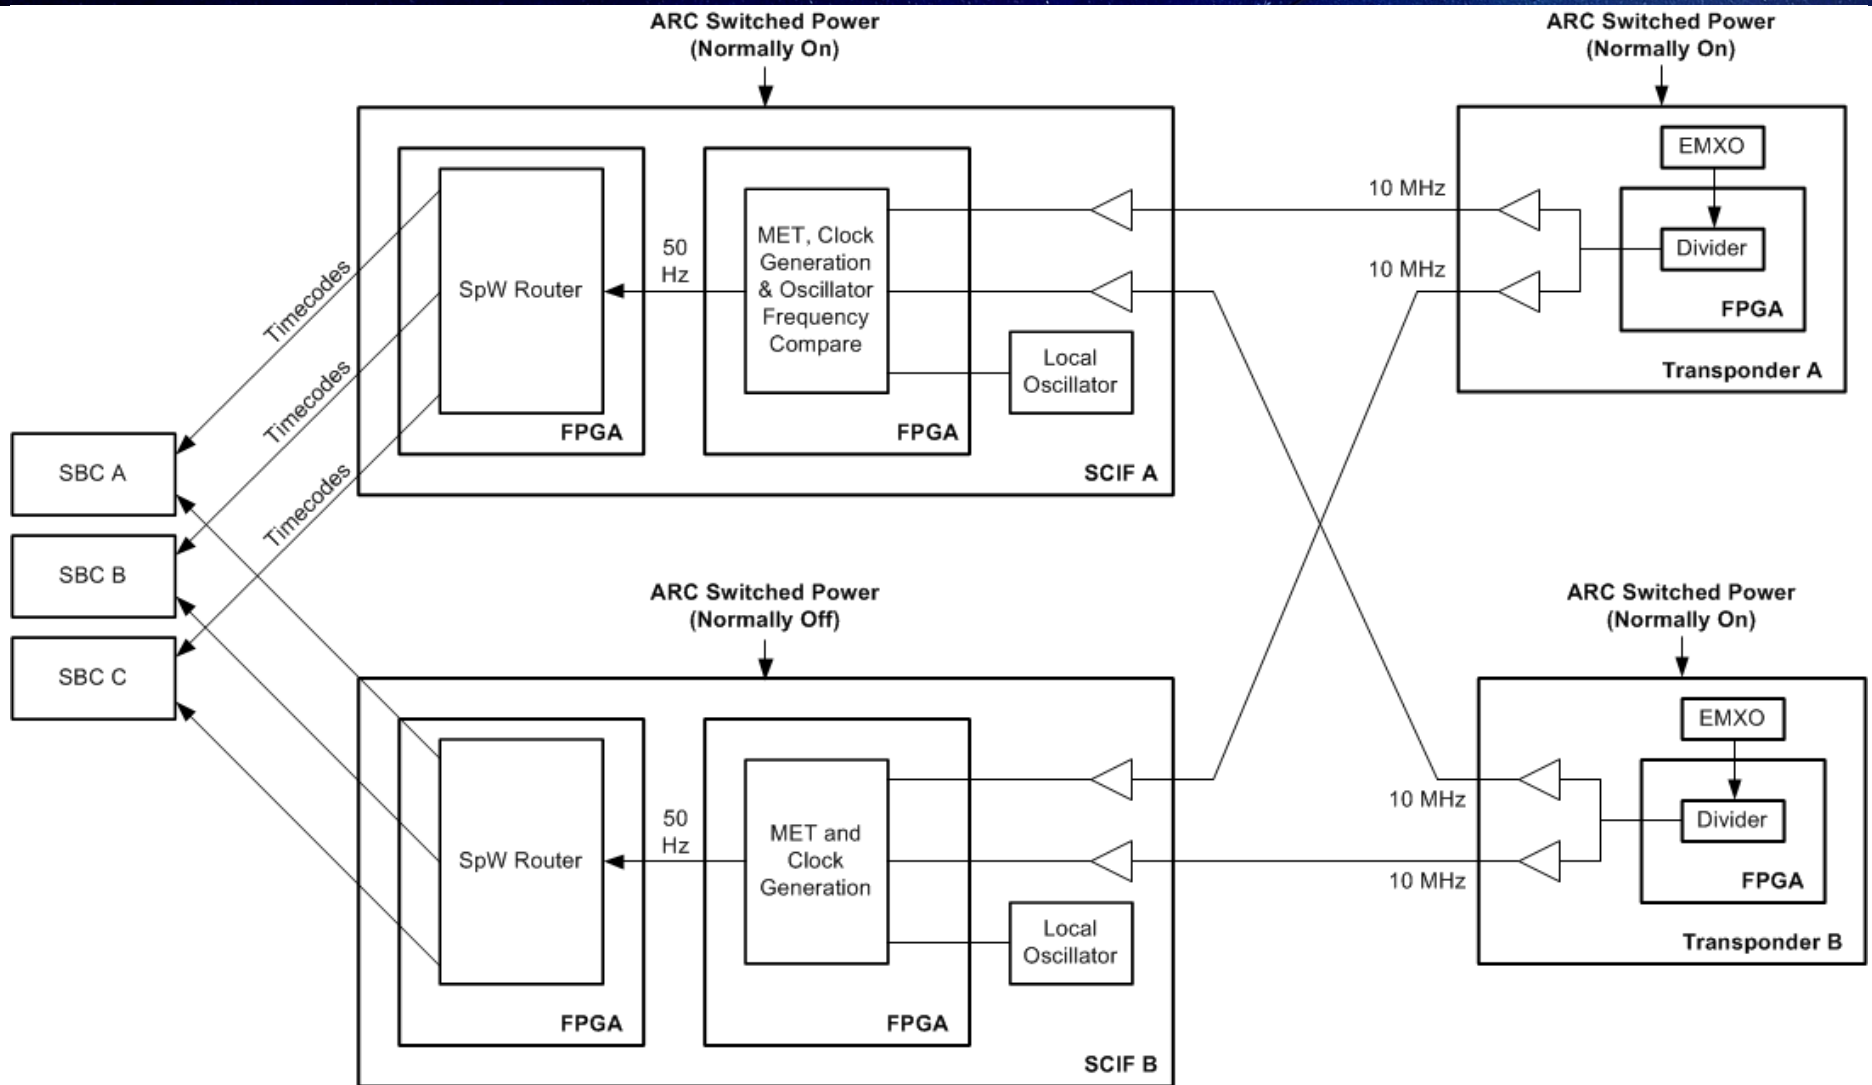 ARC Switched Power
(Normally On)
ARC Switched Power
(Normally On)
EMXO
Divider
FPGA
Transponder A
10 MHz
10 MHz
MET, Clock
Generation
& Oscillator
Frequency
Compare
Local
Oscillator
FPGA
SCIF A
50
Hz
SpW Router
FPGA
Timecodes
Timecodes
Timecodes
SBC A
SBC B
SBC C
ARC Switched Power
(Normally Off)
ARC Switched Power
(Normally On)
EMXO
Divider
FPGA
Transponder B
10 MHz
10 MHz
MET and
Clock
Generation
Local
Oscillator
FPGA
SCIF B
50
Hz
SpW Router
FPGA